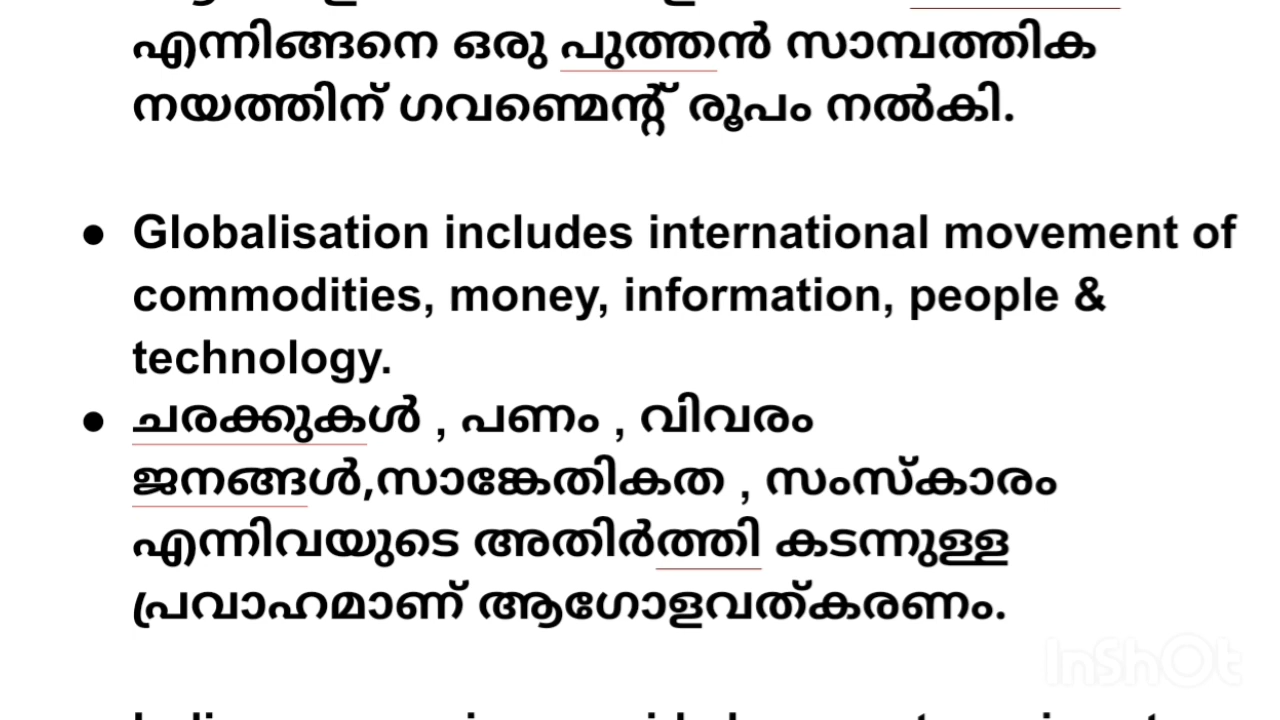 എന്നിങ്ങനെ ഒരു പുത്തൻ സാമ്പത്തിക
നയത്തിന് ഗവണ്മെന്റ് രൂപം നൽകി.
● Globalisation includes international movement of
commodities, money, information, people &
technology.
● ചരക്കുകൾ , പണം , വിവരം
ജനങ്ങൾ,സാങ്കേതികത , സംസ്കാരം
എന്നിവയുടെ അതിർത്തി കടന്നുള്ള
പ്രവാഹമാണ് ആഗോളവത്കരണം.
InShOt